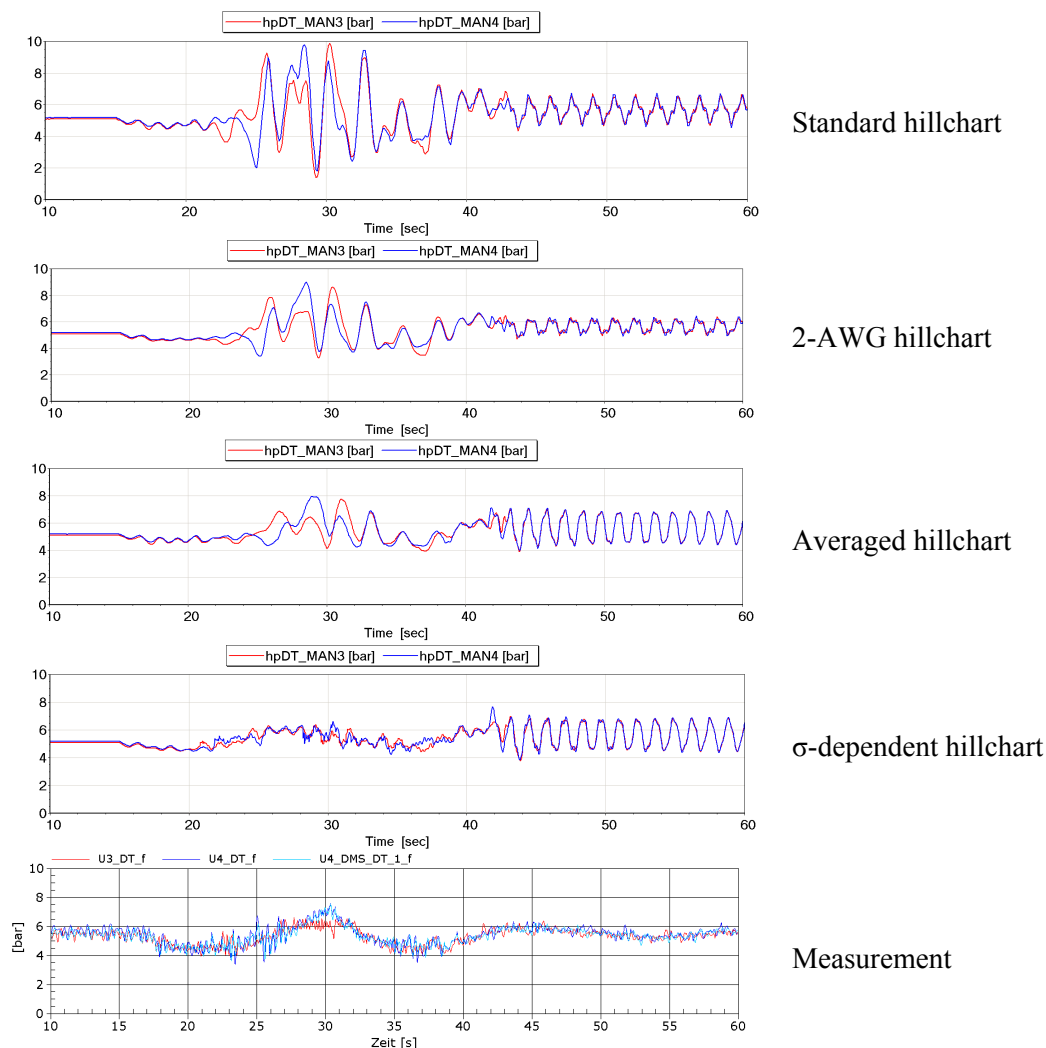 hpDT_MAN3 [bar] hpDT_MAN4 [bar]
10
8
6
4
2
0
10 20 30 40 50 60
Time [sec]
Standard hillchart
hpDT_MAN3 [bar] hpDT_MAN4 [bar]
10
8
6
4
2
0
10 20 30 40 50 60
Time [sec]
2-AWG hillchart
hpDT_MAN3 [bar] hpDT_MAN4 [bar]
10
8
6
4
2
0
10 20 30 40 50 60
Time [sec]
Averaged hillchart
hpDT_MAN3 [bar] hpDT_MAN4 [bar]
10
8
6
4
2
0
10 20 30 40 50 60
Time [sec]
σ-dependent hillchart
U3_DT_f U4_DT_f U4_DMS_DT_1_f
[bar]
10
8
6
4
2
0
10 15 20 25 30 35 40 45 50 55 60
Zeit [s]
Measurement